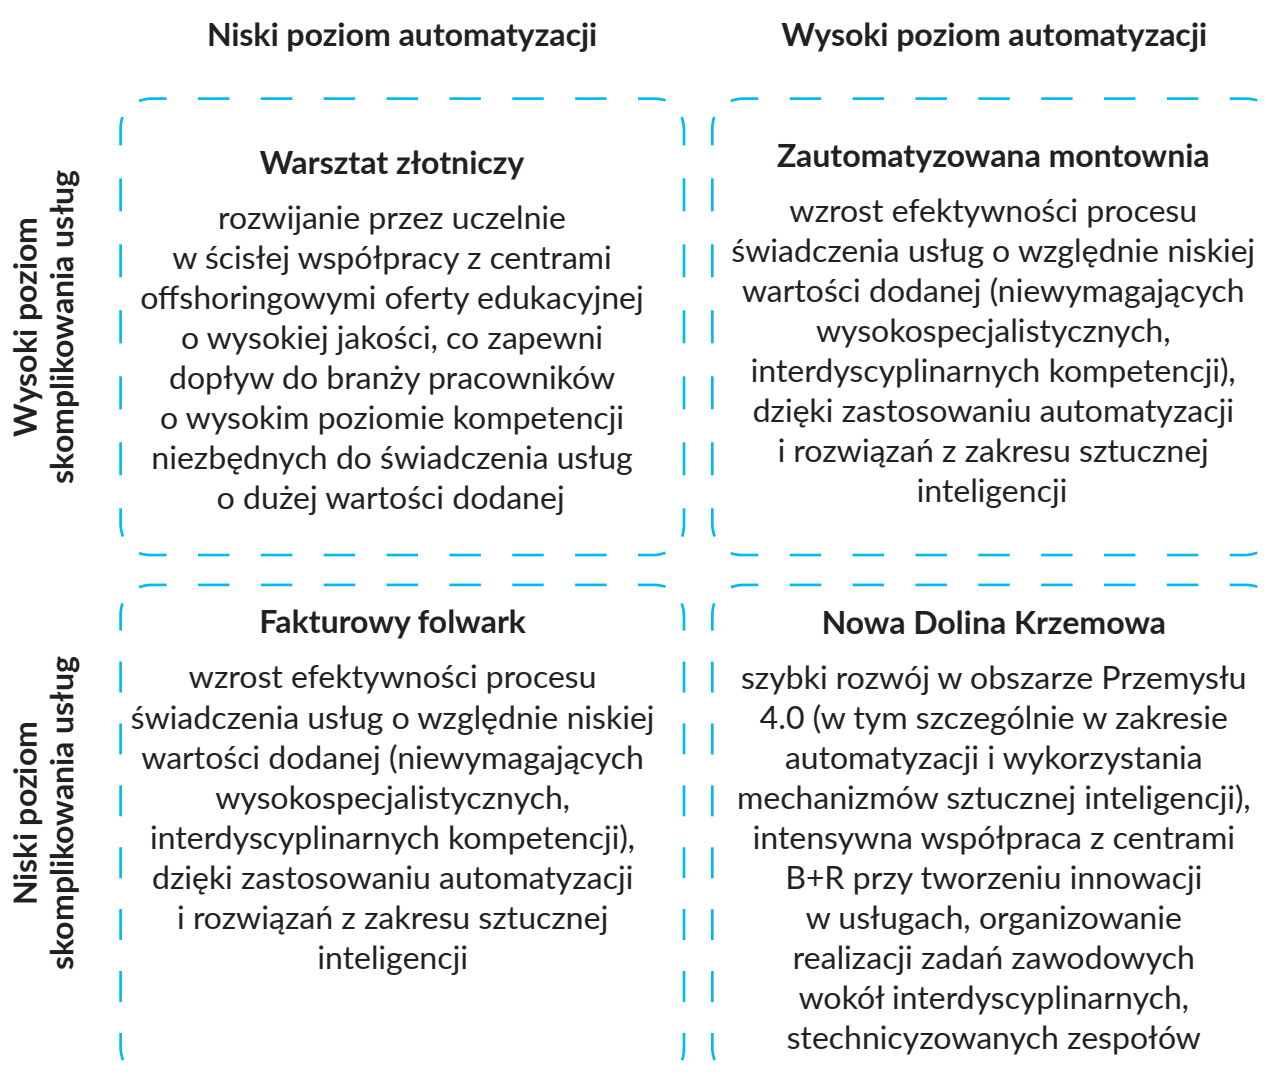 Niski poziom automatyzacji
Wysoki poziom automatyzacji
Wysoki poziom
skomplikowania usług
Warsztat złotniczy
rozwijanie przez uczelnie
w ścisłej współpracy z centrami
offshoringowymi oferty edukacyjnej
o wysokiej jakości, co zapewni
dopływ do branży pracowników
o wysokim poziomie kompetencji
niezbędnych do świadczenia usług
o dużej wartości dodanej
Zautomatyzowana montownia
wzrost efektywności procesu
świadczenia usług o względnie niskiej
wartości dodanej (niewymagających
wysokospecjalistycznych,
interdyscyplinarnych kompetencji),
dzięki zastosowaniu automatyzacji
i rozwiązań z zakresu sztucznej
inteligencji
Niski poziom
skomplikowania usług
Fakturowy folwark
wzrost efektywności procesu
świadczenia usług o względnie niskiej
wartości dodanej (niewymagających
wysokospecjalistycznych,
interdyscyplinarnych kompetencji),
dzięki zastosowaniu automatyzacji
i rozwiązań z zakresu sztucznej
inteligencji
Nowa Dolina Krzemowa
szybki rozwój w obszarze Przemysłu
4.0 (w tym szczególnie w zakresie
automatyzacji i wykorzystania
mechanizmów sztucznej inteligencji),
intensywna współpraca z centrami
B+R przy tworzeniu innowacji
w usługach, organizowanie
realizacji zadań zawodowych
wokół interdyscyplinarnych,
stechnicyzowanych zespołów